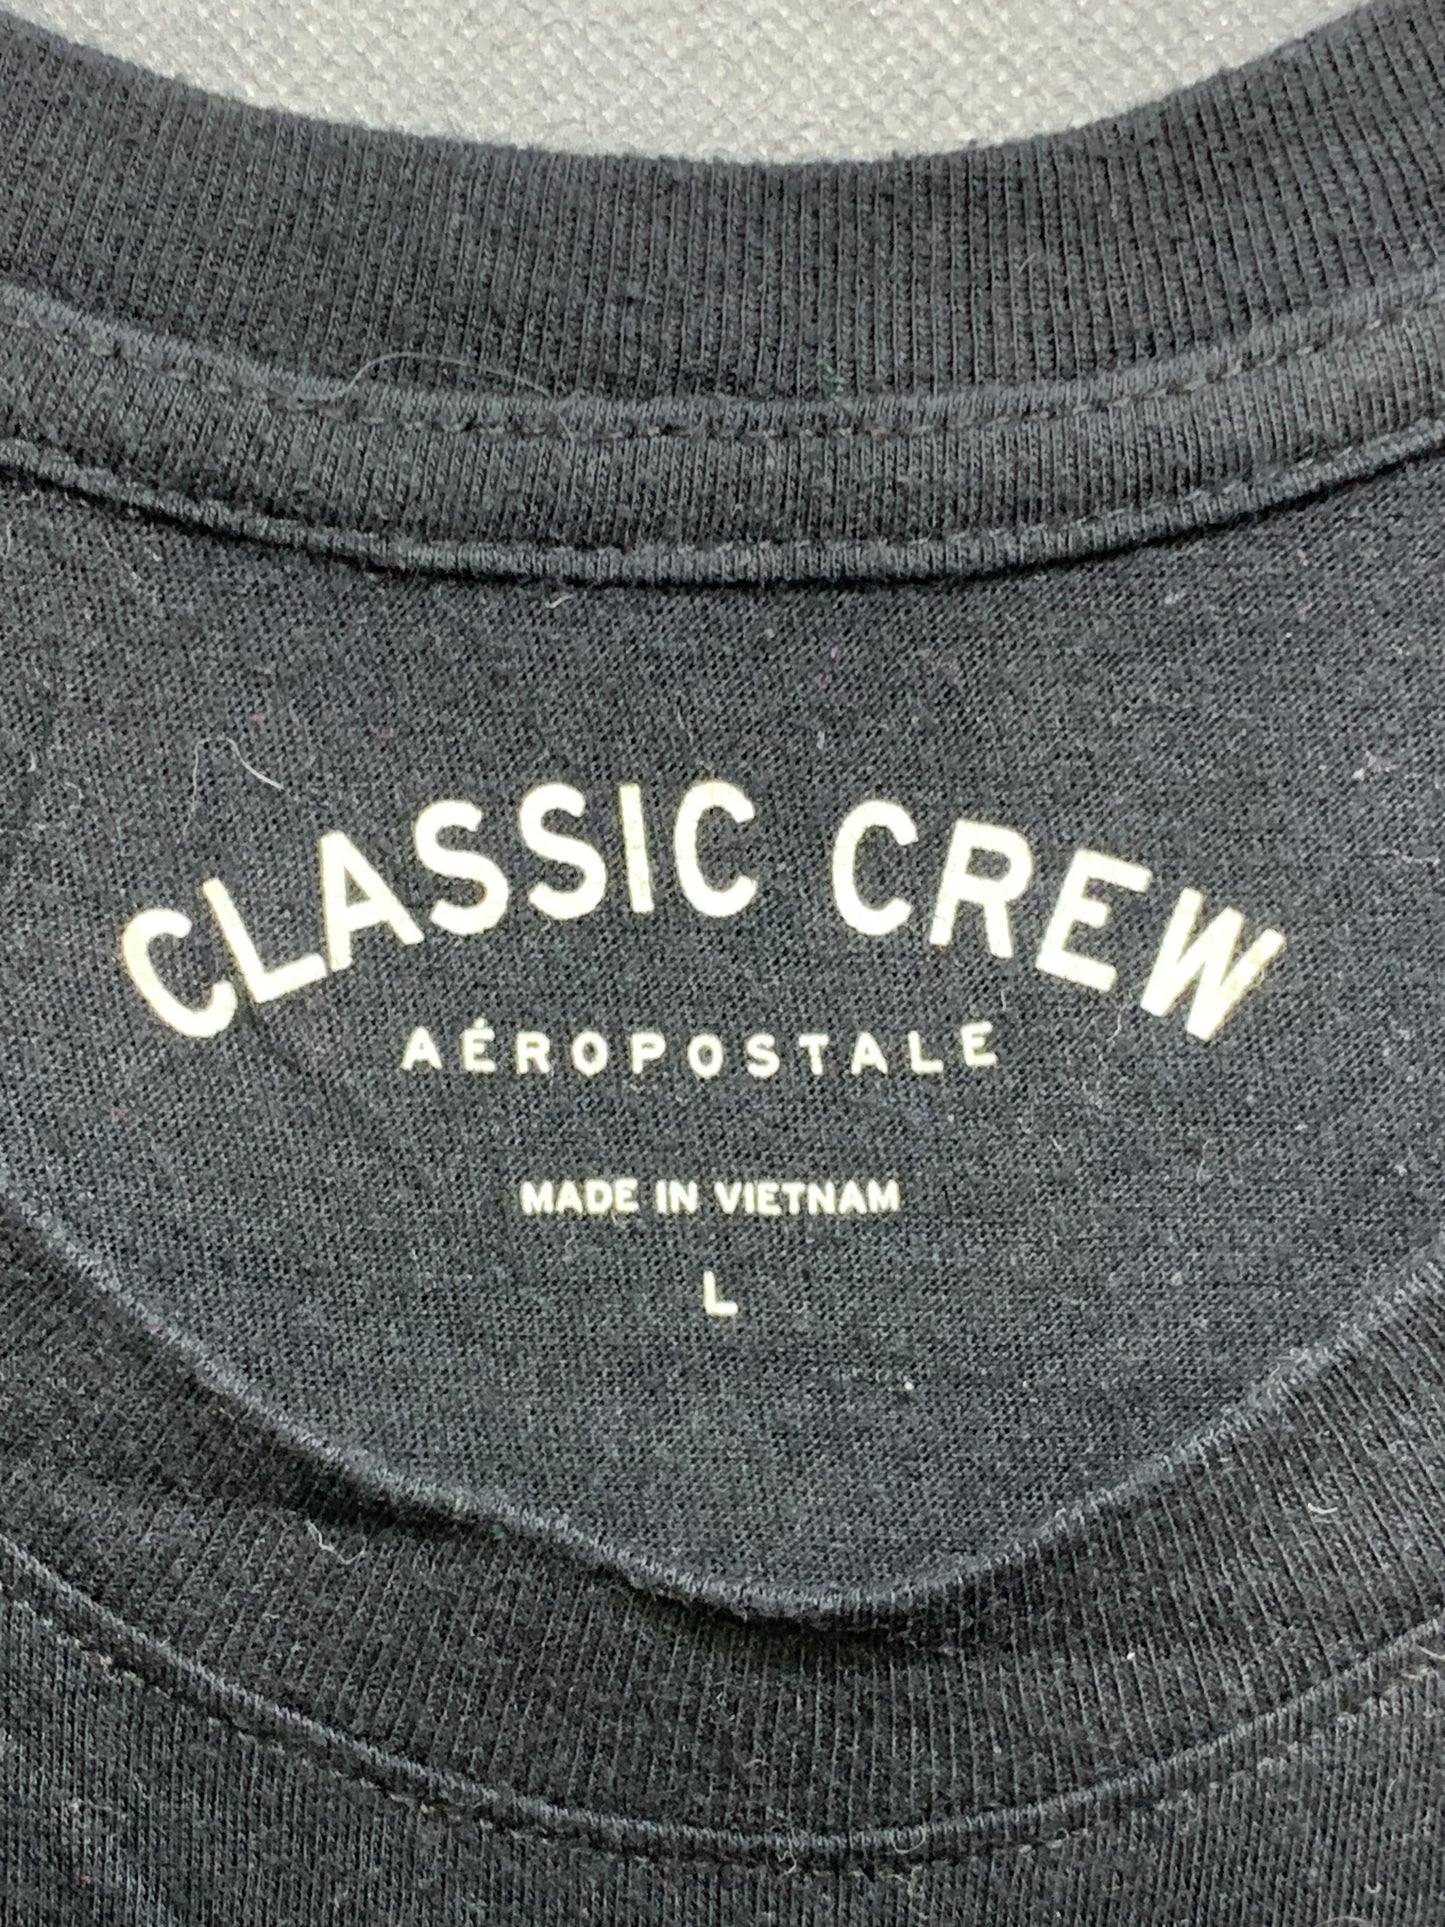 CLASSIC CREW
AÉROPOSTALE
MADE IN VIETNAM
L